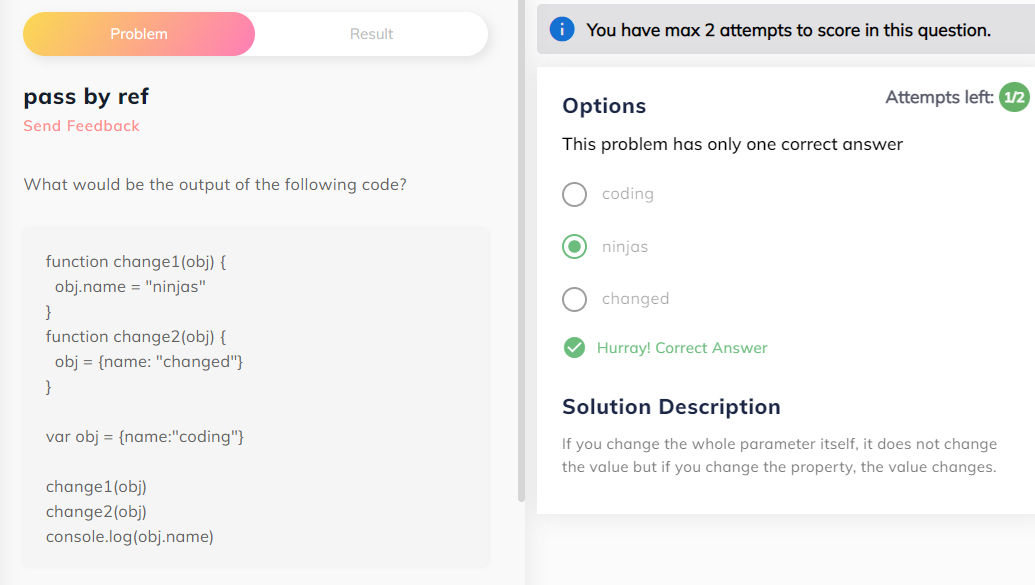 Problem
Result
pass by ref
Send Feedback
What would be the output of the following code?
function change1(obj) {
obj.name = "ninjas"
}
function change2(obj) {
obj = {name: "changed"}
}
var obj = {name:"coding"}
change1(obj)
change2(obj)
console.log(obj.name)
You have max 2 attempts to score in this question.
Options
Attempts left: 1/2
This problem has only one correct answer
coding
ninjas
changed
Hurray! Correct Answer
Solution Description
If you change the whole parameter itself, it does not change
the value but if you change the property, the value changes.